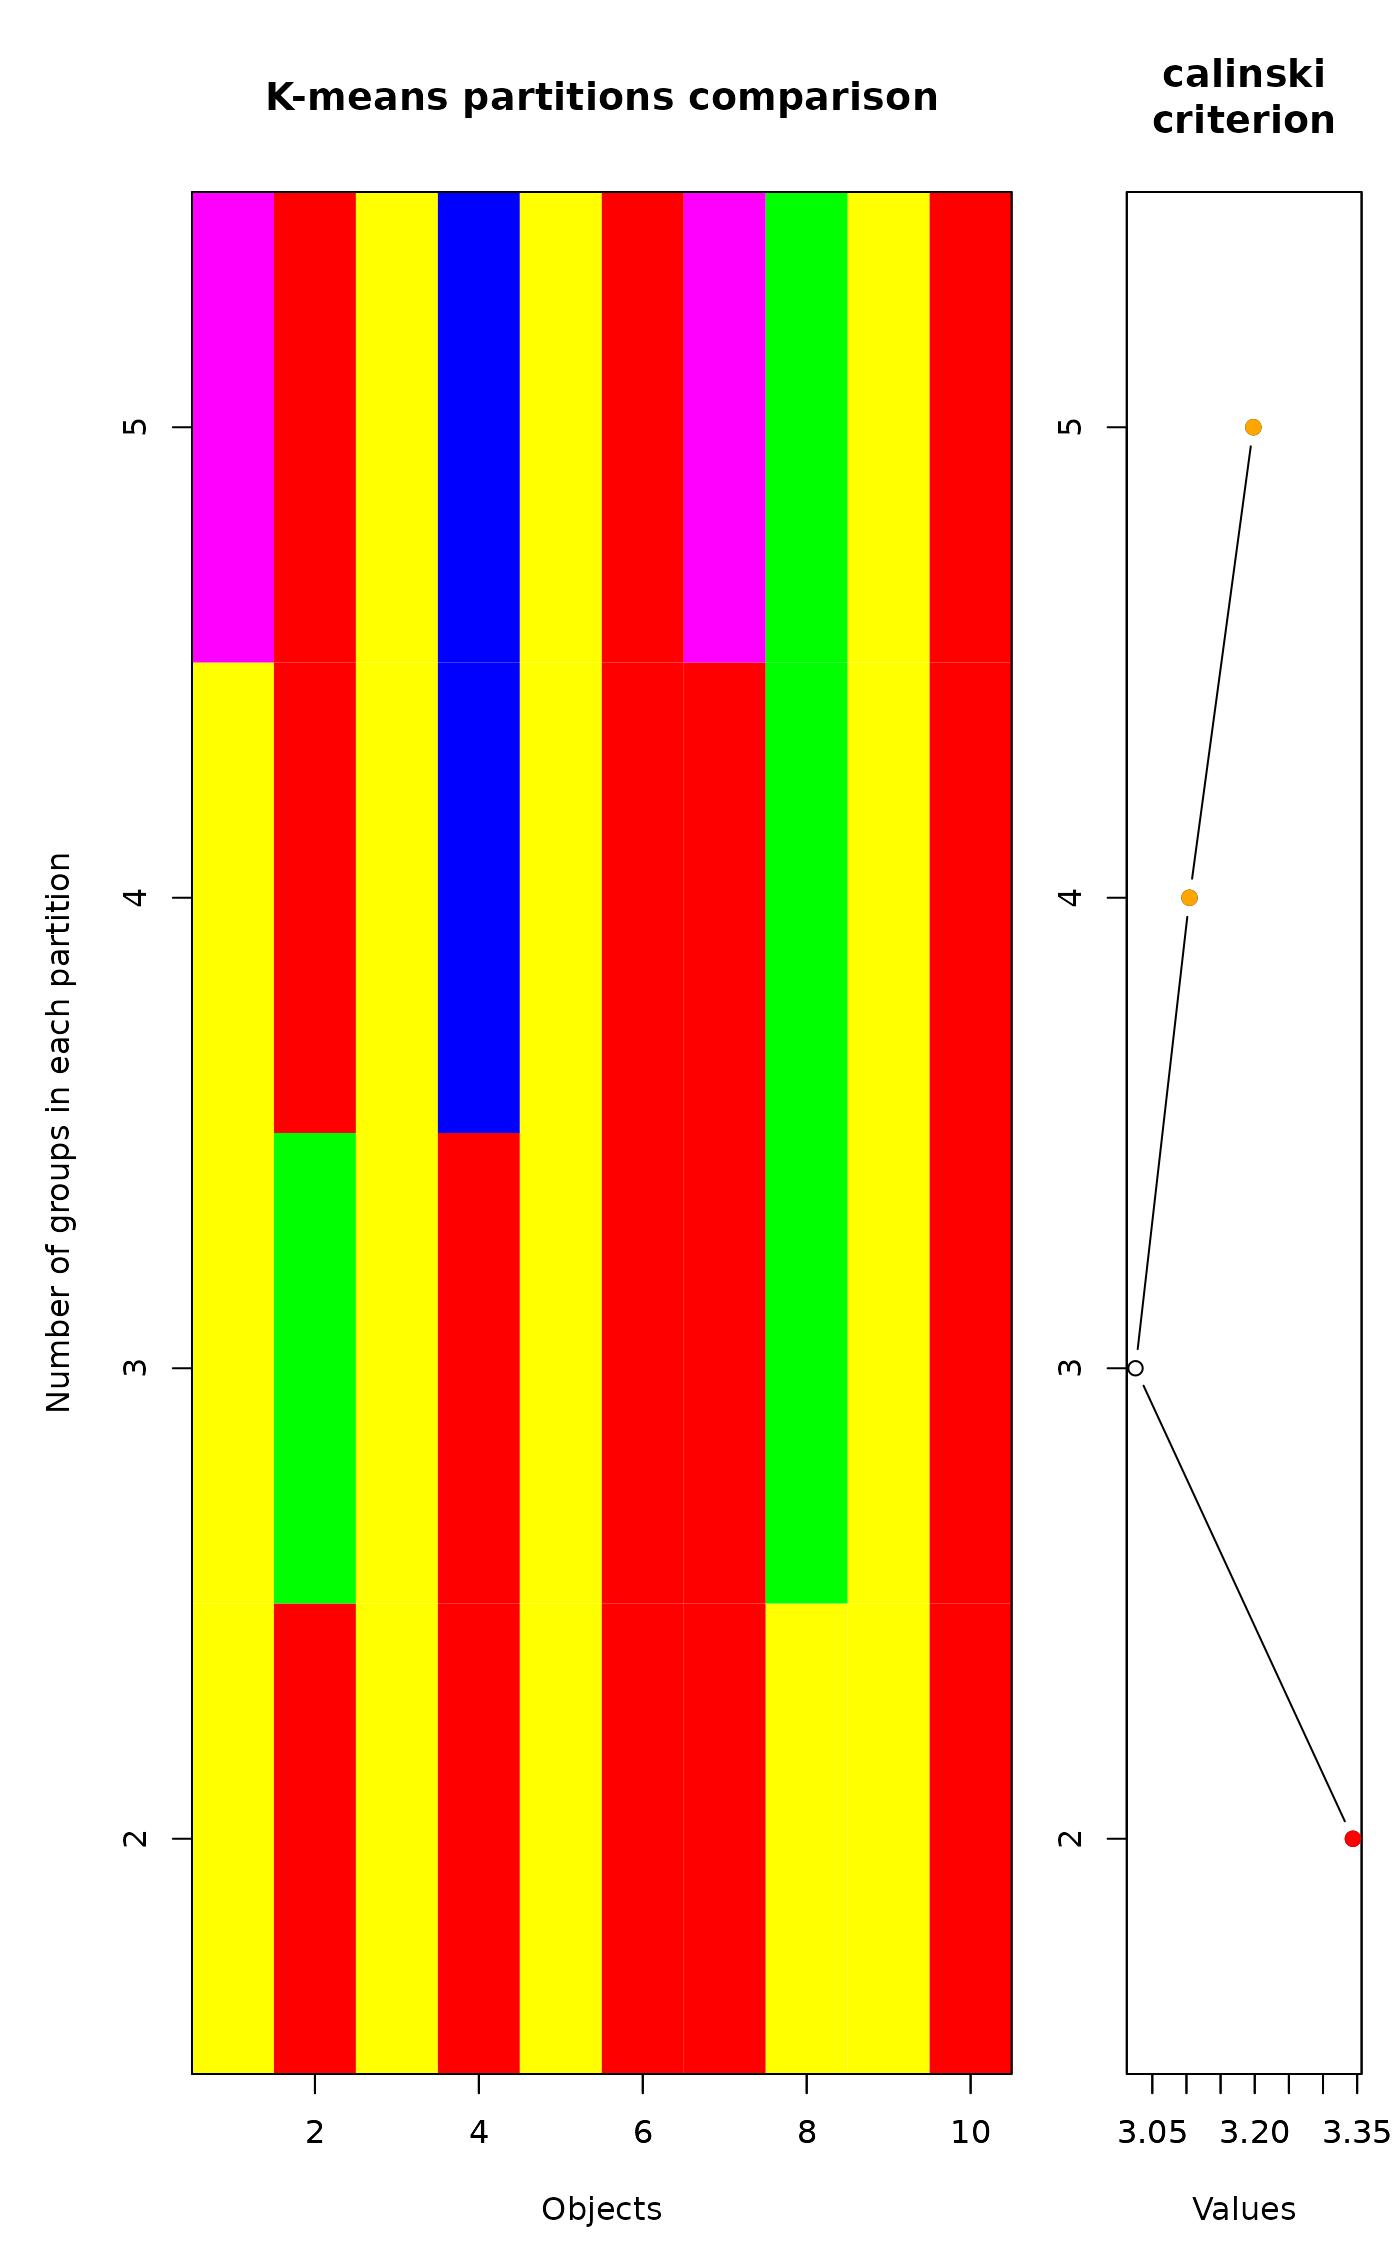 K-means partitions comparison
calinski
criterion
Number of groups in each partition
5
4
3
2
2 4 6 8 10
Objects
5
4
3
2
3.05 3.20 3.35
Values